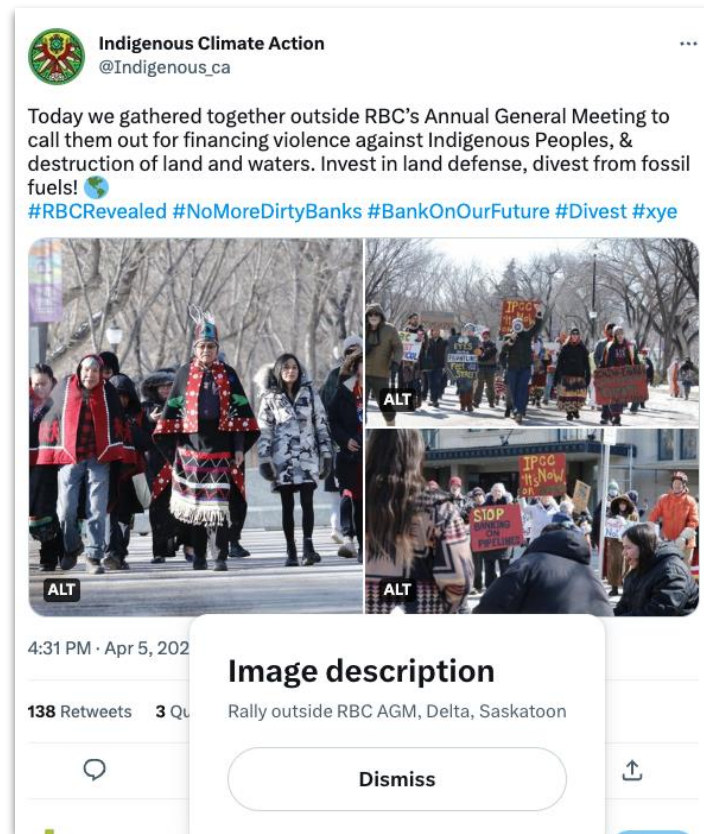 Indigenous Climate Action
@Indigenous_ca
Today we gathered together outside RBC's Annual General Meeting to
call them out for financing violence against Indigenous Peoples, &
destruction of land and waters. Invest in land defense, divest from fossil
fuels! 🌎
#RBCRevealed #NoMoreDirtyBanks #BankOnOurFuture #Divest #xye
IPCC
ALT
IPCC
It's Now
STOP
BANKING
ON
PIPELINES
ALT
ALT
4:31 PM · Apr 5, 202
138 Retweets 3 Qu
Image description
Rally outside RBC AGM, Delta, Saskatoon
Dismiss